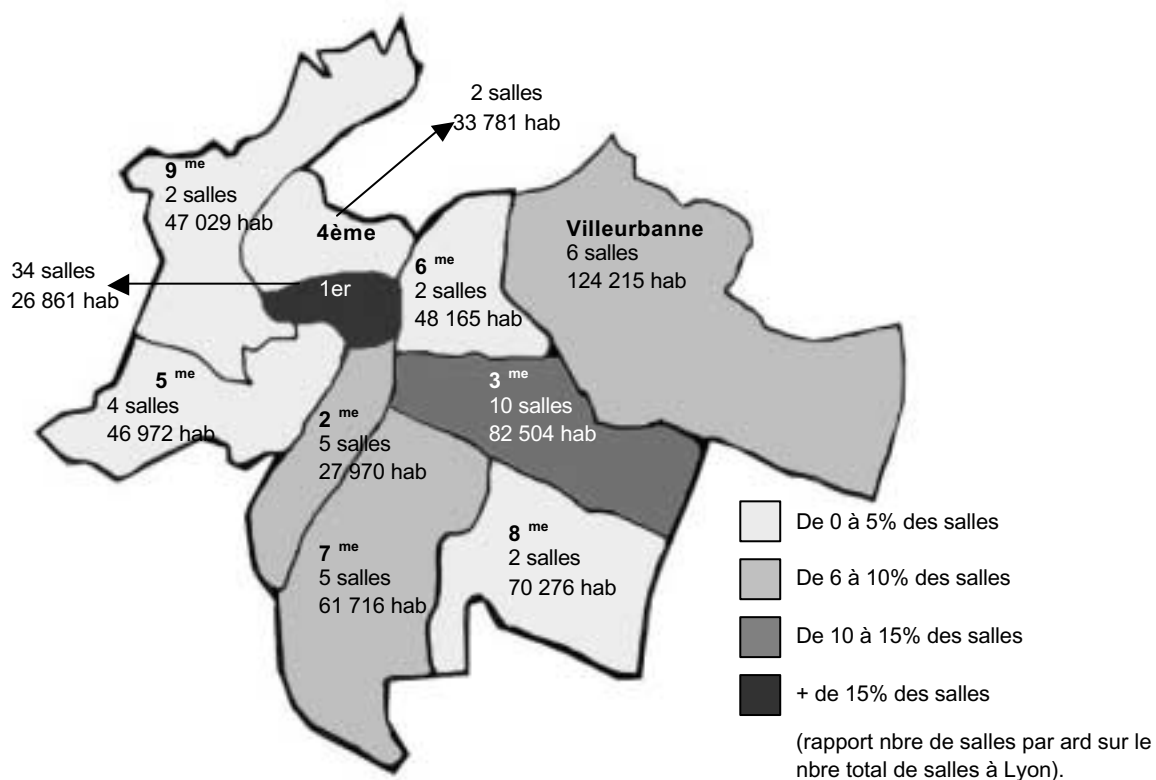 2 salles
33 781 hab
9 me
2 salles
47 029 hab
4ème
34 salles
26 861 hab
1er
6 me
2 salles
48 165 hab
Villeurbanne
6 salles
124 215 hab
5 me
4 salles
46 972 hab
2 me
5 salles
27 970 hab
3 me
10 salles
82 504 hab
7 me
5 salles
61 716 hab
8 me
2 salles
70 276 hab
De 0 à 5% des salles
De 6 à 10% des salles
De 10 à 15% des salles
+ de 15% des salles
(rapport nbre de salles par ard sur le
nbre total de salles à Lyon).